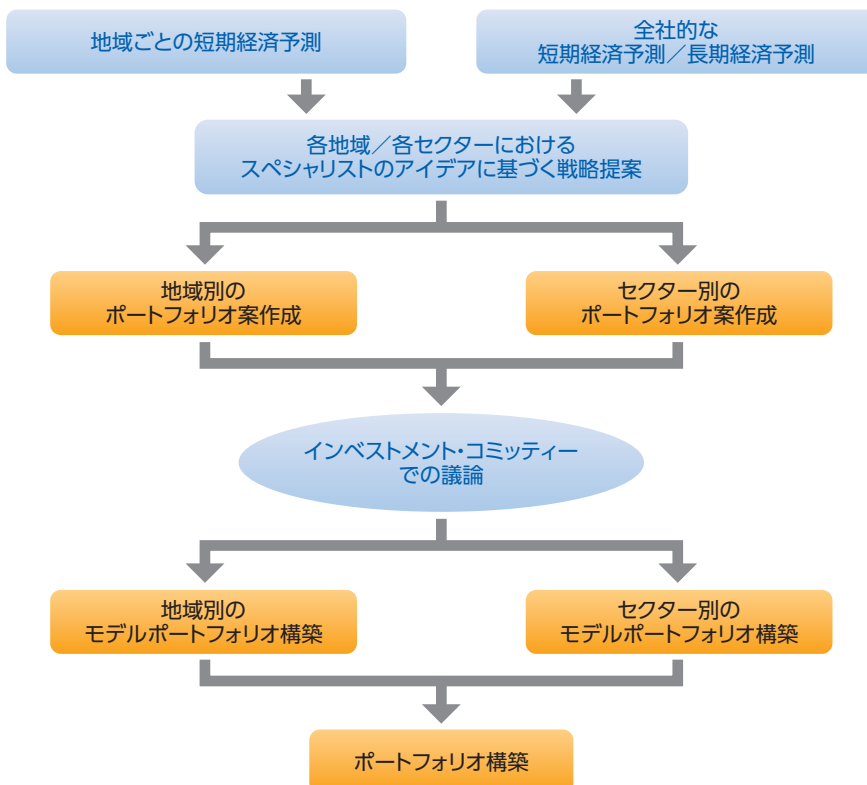 地域ごとの短期経済予測
全社的な
短期経済予測／長期経済予測
各地域／各セクターにおける
スペシャリストのアイデアに基づく戦略提案
地域別の
ポートフォリオ案作成
セクター別の
ポートフォリオ案作成
インベストメント・コミッティー
での議論
地域別の
モデルポートフォリオ構築
セクター別の
モデルポートフォリオ構築
ポートフォリオ構築